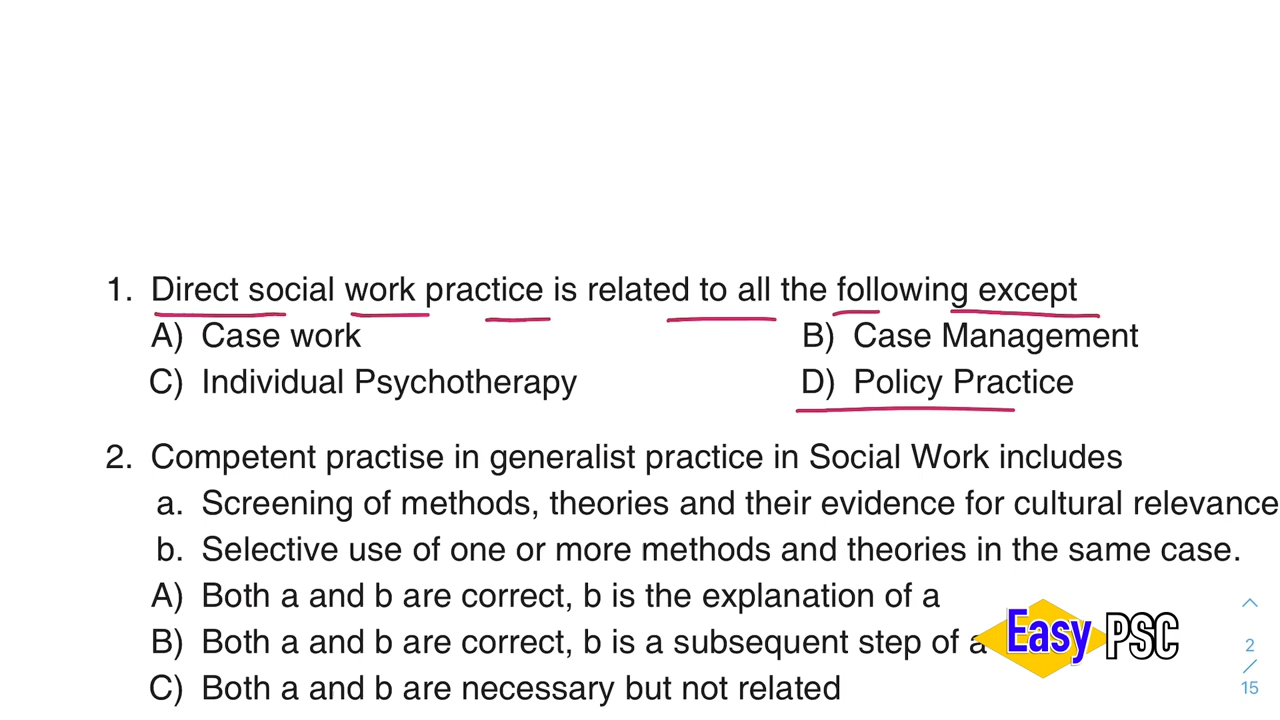 1. Direct social work practice is related to all the following except
A) Case work B) Case Management
C) Individual Psychotherapy D) Policy Practice
2. Competent practise in generalist practice in Social Work includes
a. Screening of methods, theories and their evidence for cultural relevance
b. Selective use of one or more methods and theories in the same case.
A) Both a and b are correct, b is the explanation of a
B) Both a and b are correct, b is a subsequent step of a
C) Both a and b are necessary but not related
Easy PSC
2
/
15